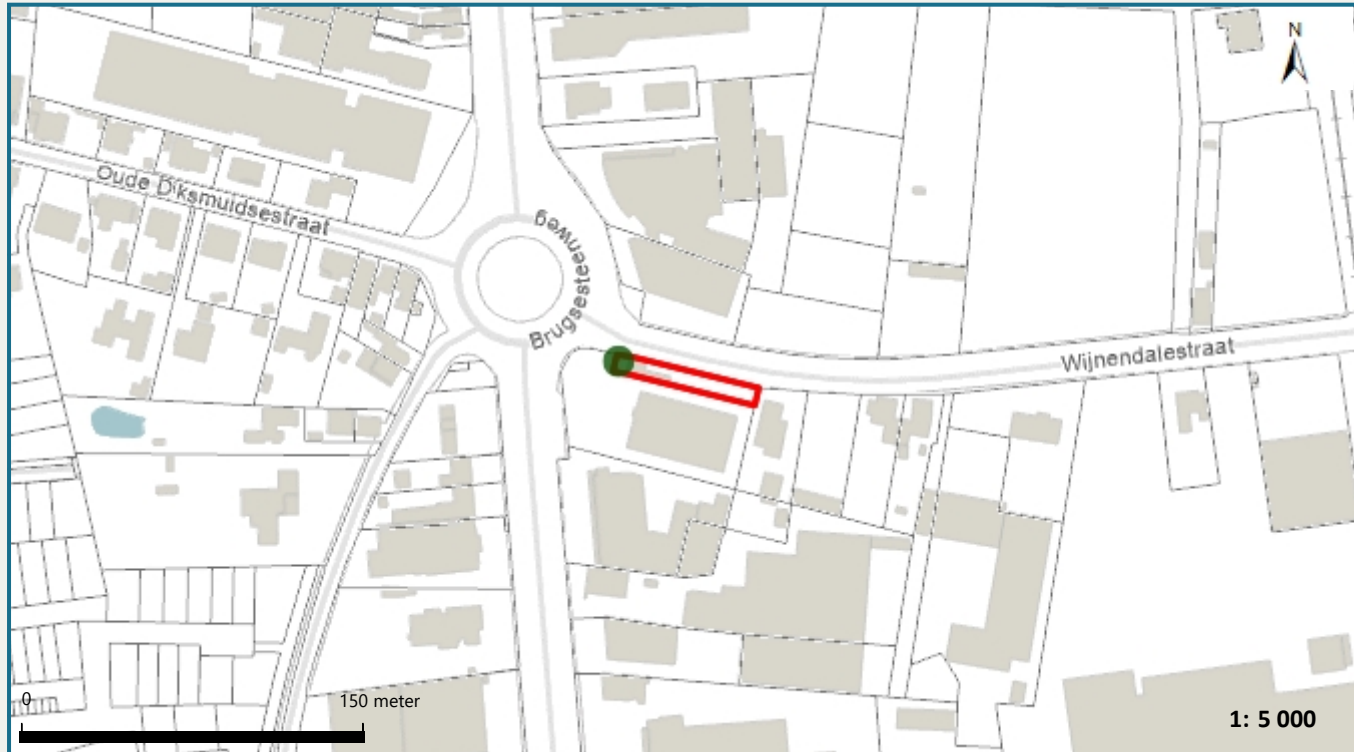 N
Oude Diksmuidsestraat
Brugsesteenweg
Wijnendalestraat
0
150 meter
1: 5 000